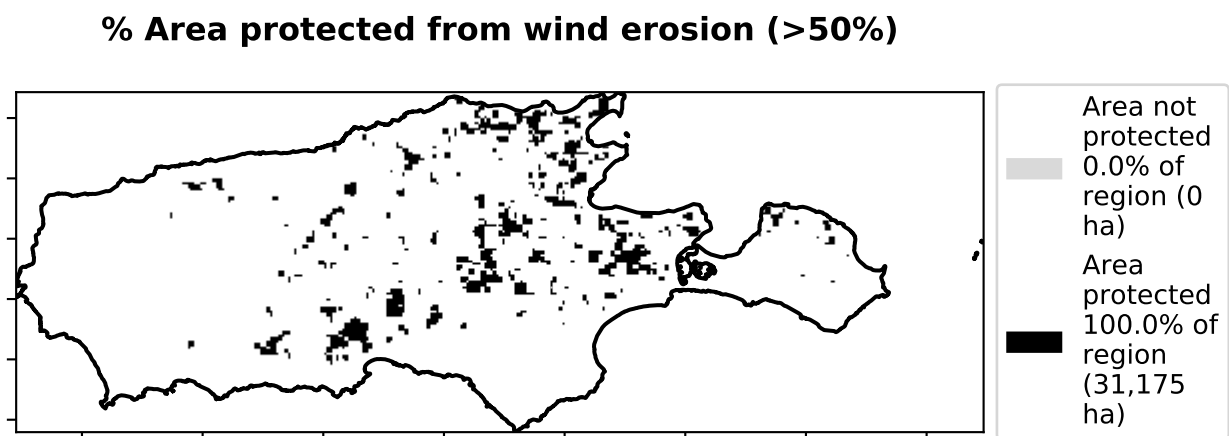 % Area protected from wind erosion (>50%)
Area not
protected
0.0% of
region (0
ha)
Area
protected
100.0% of
region
(31,175
ha)